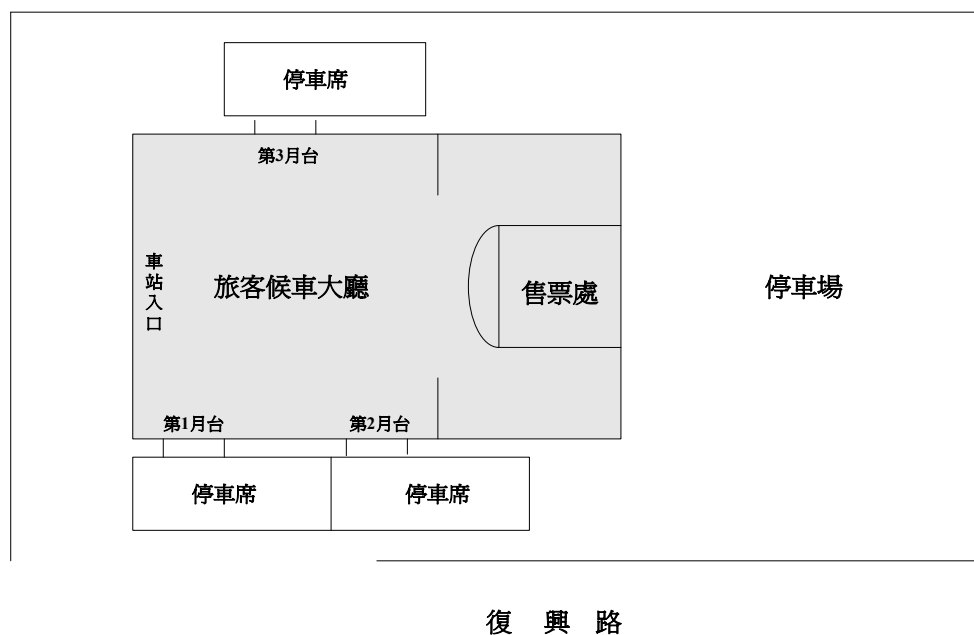 停車席
第3月台
車站入口
旅客候車大廳
售票處
停車場
第1月台
第2月台
停車席
停車席
復興路